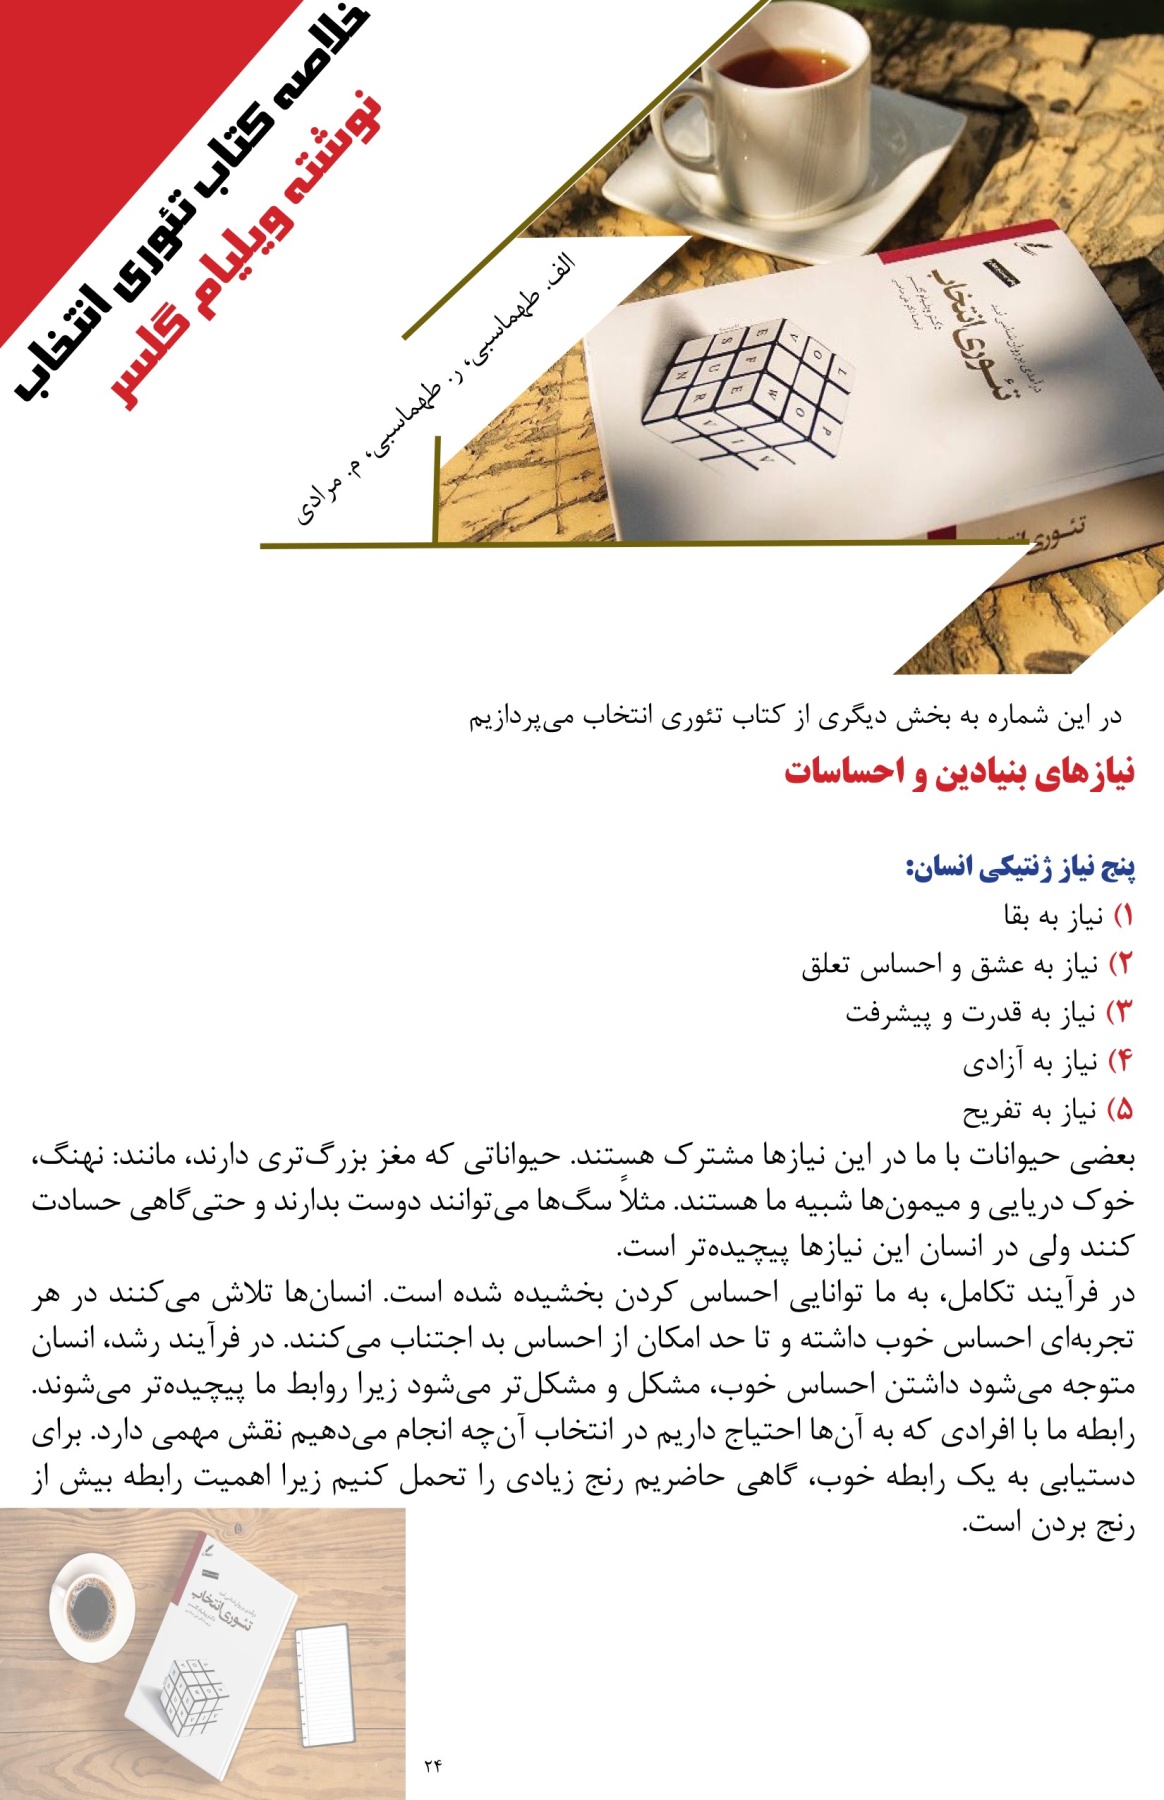 خلاصه کتاب تئوری انتخاب
نوشته ویلیام گلسر
الف. طهماسبی، ر. طهماسبی، م. مرادی
تئوری انتخاب
درآمدی بر روان‌شناسی امید
در این شماره به بخش دیگری از کتاب تئوری انتخاب می‌پردازیم
نیازهای بنیادین و احساسات
پنج نیاز ژنتیکی انسان:
۱) نیاز به بقا
۲) نیاز به عشق و احساس تعلق
۳) نیاز به قدرت و پیشرفت
۴) نیاز به آزادی
۵) نیاز به تفریح
بعضی حیوانات با ما در این نیازها مشترک هستند. حیواناتی که مغز بزرگ‌تری دارند، مانند: نهنگ،
خوک دریایی و میمون‌ها شبیه ما هستند. مثلاً سگ‌ها می‌توانند دوست بدارند و حتی گاهی حسادت
کنند ولی در انسان این نیازها پیچیده‌تر است.
در فرآیند تکامل، به ما توانایی احساس کردن بخشیده شده است. انسان‌ها تلاش می‌کنند در هر
تجربه‌ای احساس خوب داشته و تا حد امکان از احساس بد اجتناب می‌کنند. در فرآیند رشد، انسان
متوجه می‌شود داشتن احساس خوب، مشکل و مشکل‌تر می‌شود زیرا روابط ما پیچیده‌تر می‌شوند.
رابطه ما با افرادی که به آن‌ها احتیاج داریم در انتخاب آن‌چه انجام می‌دهیم نقش مهمی دارد. برای
دستیابی به یک رابطه خوب، گاهی حاضریم رنج زیادی را تحمل کنیم زیرا اهمیت رابطه بیش از
رنج بردن است.
تئوری انتخاب
۲۴